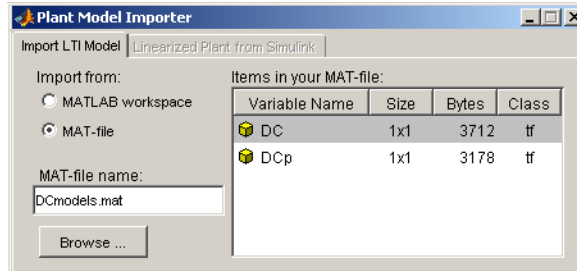 Plant Model Importer
Import LTI Model Linearized Plant from Simulink
Import from:
MATLAB workspace
MAT-file
MAT-file name:
DCmodels.mat
Browse ...
Items in your MAT-file:
Variable Name Size Bytes Class
DC 1x1 3712 tf
DCp 1x1 3178 tf